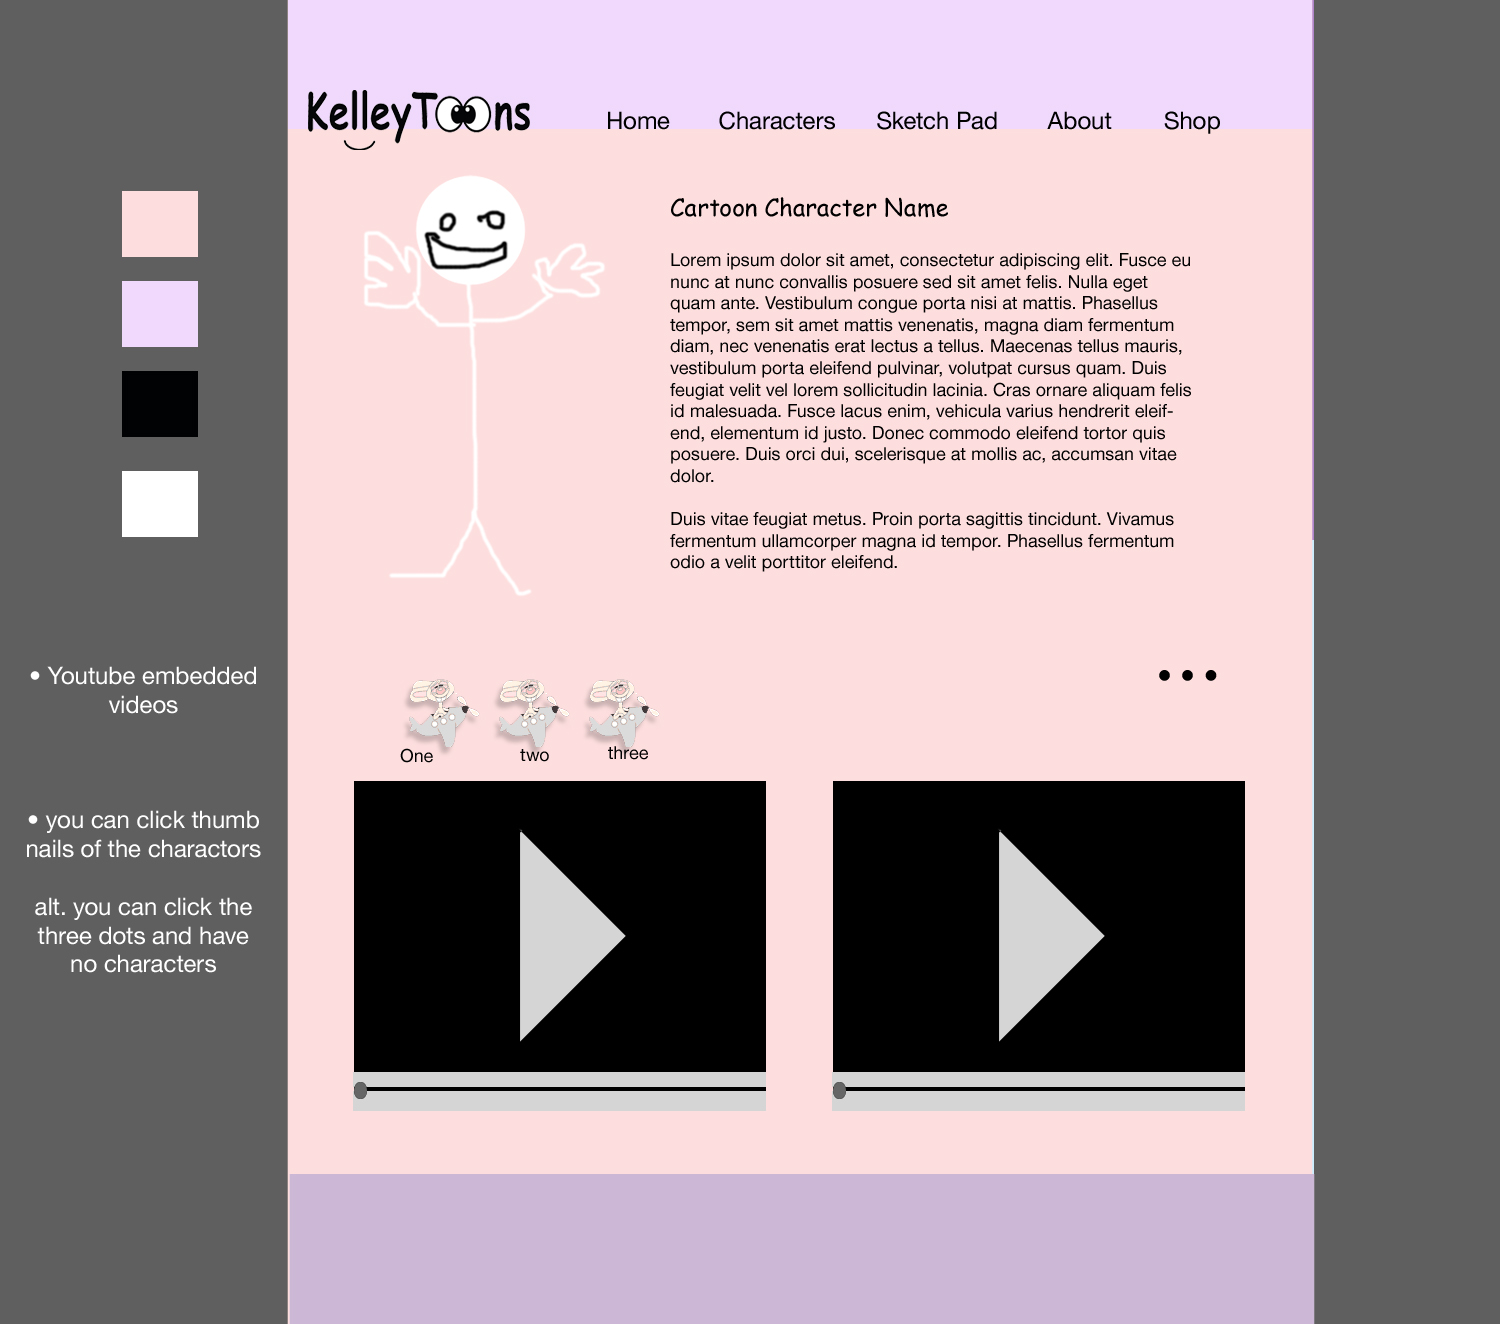 KelleyToons
Home Characters Sketch Pad About Shop
Cartoon Character Name
Lorem ipsum dolor sit amet, consectetur adipiscing elit. Fusce eu
nunc at nunc convallis posuere sed sit amet felis. Nulla eget
quam ante. Vestibulum congue porta nisi at mattis. Phasellus
tempor, sem sit amet mattis venenatis, magna diam fermentum
diam, nec venenatis erat lectus a tellus. Maecenas tellus mauris,
vestibulum porta eleifend pulvinar, volutpat cursus quam. Duis
feugiat velit vel lorem sollicitudin lacinia. Cras ornare aliquam felis
id malesuada. Fusce lacus enim, vehicula varius hendrerit eleif-
end, elementum id justo. Donec commodo eleifend tortor quis
posuere. Duis orci dui, scelerisque at mollis ac, accumsan vitae
dolor.
Duis vitae feugiat metus. Proin porta sagittis tincidunt. Vivamus
fermentum ullamcorper magna id tempor. Phasellus fermentum
odio a velit porttitor eleifend.
One two three
• Youtube embedded
videos
• you can click thumb
nails of the charactors
alt. you can click the
three dots and have
no characters